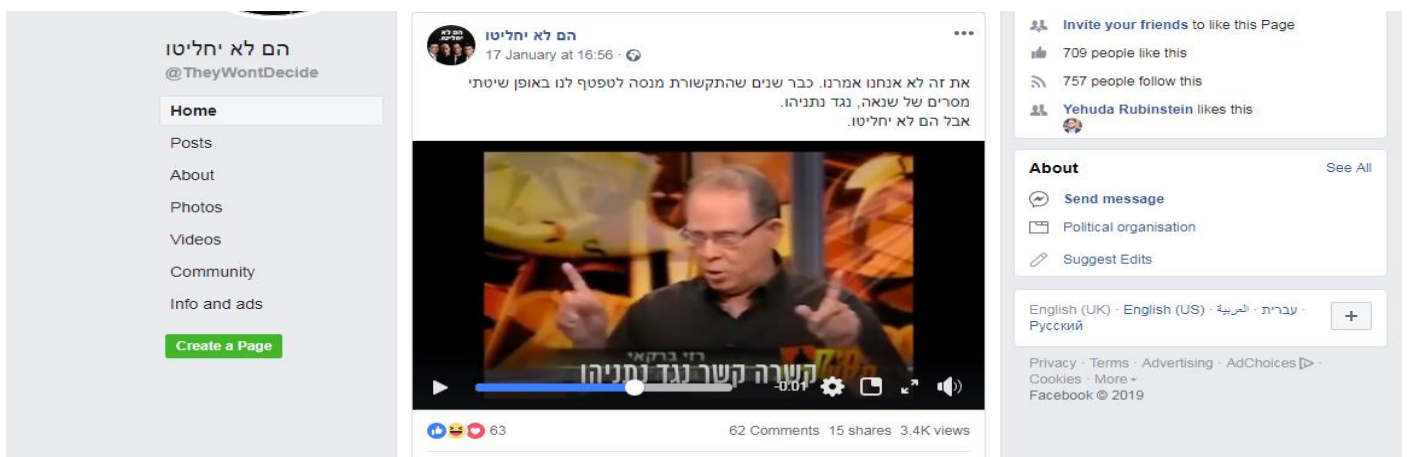 הם לא יחליטו
@TheyWontDecide
Home
Posts
About
Photos
Videos
Community
Info and ads
Create a Page
הם לא יחליטו
הם לא יחליטו
17 January at 16:56 ·
את זה לא אנחנו אמרנו. כבר שנים שהתקשורת מנסה לטפטף לנו באופן שיטתי
מסרים של שנאה, נגד נתניהו.
אבל הם לא יחליטו.
רזי ברקאי
קשרה קשר נגד נתניהו
-0:01
63
62 Comments 15 shares 3.4K views
Invite your friends to like this Page
709 people like this
757 people follow this
Yehuda Rubinstein likes this
About
See All
Send message
Political organisation
Suggest Edits
English (UK) · English (US) · العربية · עברית ·
Русский
Privacy · Terms · Advertising · AdChoices ·
Cookies · More
Facebook © 2019